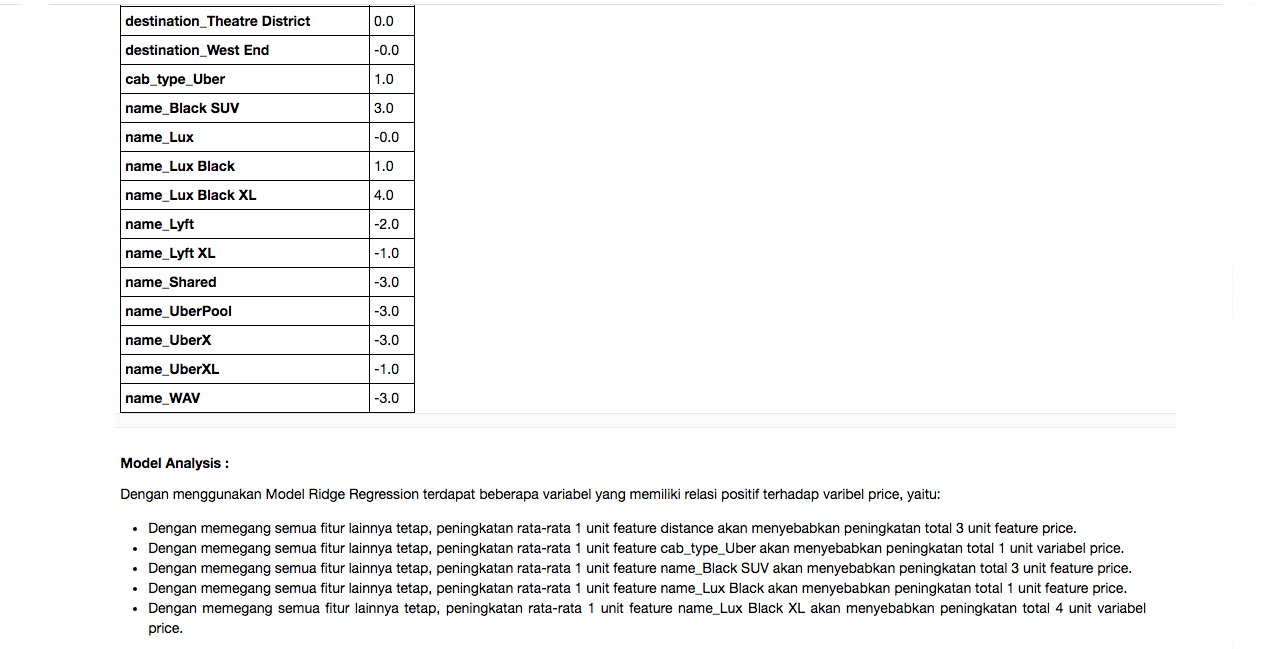 destination_Theatre District 0.0
destination_West End -0.0
cab_type_Uber 1.0
name_Black SUV 3.0
name_Lux -0.0
name_Lux Black 1.0
name_Lux Black XL 4.0
name_Lyft -2.0
name_Lyft XL -1.0
name_Shared -3.0
name_UberPool -3.0
name_UberX -3.0
name_UberXL -1.0
name_WAV -3.0
Model Analysis :
Dengan menggunakan Model Ridge Regression terdapat beberapa variabel yang memiliki relasi positif terhadap varibel price, yaitu:
• Dengan memegang semua fitur lainnya tetap, peningkatan rata-rata 1 unit feature distance akan menyebabkan peningkatan total 3 unit feature price.
• Dengan memegang semua fitur lainnya tetap, peningkatan rata-rata 1 unit feature cab_type_Uber akan menyebabkan peningkatan total 1 unit variabel price.
• Dengan memegang semua fitur lainnya tetap, peningkatan rata-rata 1 unit feature name_Black SUV akan menyebabkan peningkatan total 3 unit feature price.
• Dengan memegang semua fitur lainnya tetap, peningkatan rata-rata 1 unit feature name_Lux Black akan menyebabkan peningkatan total 1 unit feature price.
• Dengan memegang semua fitur lainnya tetap, peningkatan rata-rata 1 unit feature name_Lux Black XL akan menyebabkan peningkatan total 4 unit variabel
price.